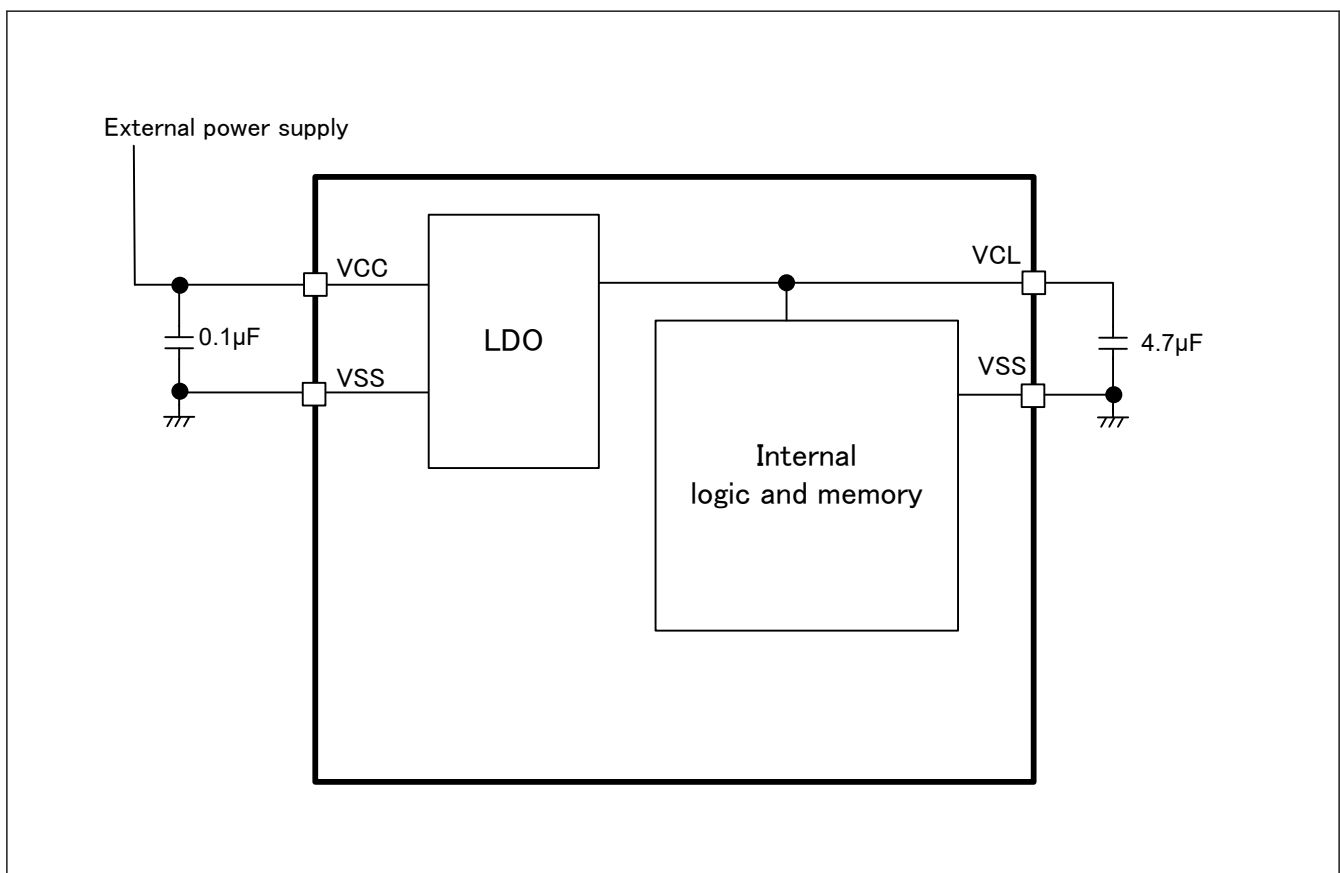 External power supply
VCC
VCL
0.1µF
LDO
4.7µF
VSS
VSS
Internal
logic and memory